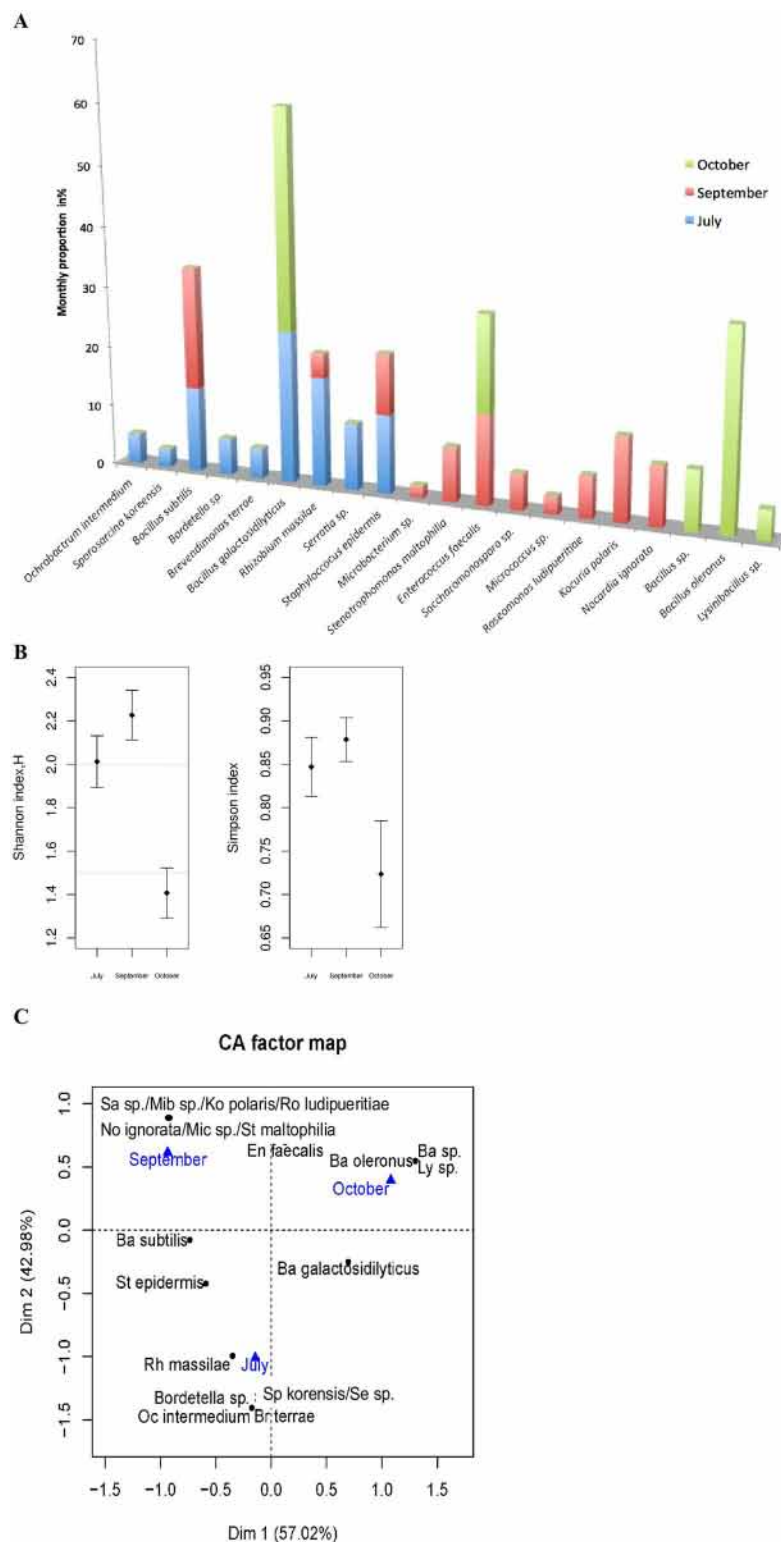 A
70
60
50
40
30
20
10
0
Monthly proportion in%
October
September
July
Ochrobactrum intermedium
Sporosarcina koreensis
Bacillus subtilis
Bordetella sp.
Brevendimonas terrae
Bacillus galactosidilyticus
Rhizobium massilae
Serratia sp.
Staphyloccocus epidermis
Microbacterium sp.
Stenotrophomonas maltophilia
Enteracoccus faecalis
Saccharomonospora sp.
Micrococcus sp.
Roseomonas ludipueritiae
Kocuria polaris
Nocardia ignorata
Bacillus sp.
Bacillus oleronus
Lysinibacillus sp.
B
Shannon index,H
2.4
2.2
2.0
1.8
1.6
1.4
1.2
July September October
Simpson index
0.95
0.90
0.85
0.80
0.75
0.70
0.65
July September October
C
CA factor map
Dim 2 (42.98%)
1.0
0.5
0.0
−0.5
−1.0
−1.5
Sa sp./Mib sp./Ko polaris/Ro ludipueritiae
No ignorata/Mic sp./St maltophilia
En faecalis
September
Ba oleronus
Ba sp.
Ly sp.
October
Ba subtilis
Ba galactosidilyticus
St epidermis
Rh massilae
July
Bordetella sp.
Sp korensis/Se sp.
Oc intermedium Br terrae
−1.5 −1.0 −0.5 0.0 0.5 1.0 1.5
Dim 1 (57.02%)